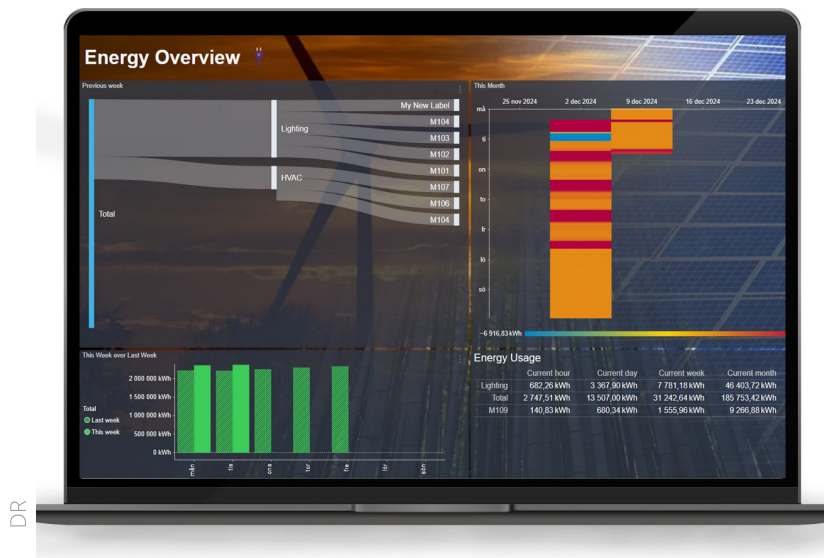 Energy Overview
Previous week
My New Label
M104
Lighting
M103
M102
M101
HVAC
M107
M106
M104
Total
This Month
25 nov 2024 2 dec 2024 9 dec 2024 16 dec 2024 23 dec 2024
må
ti
on
to
fr
lö
sö
−6 916,83 kWh
This Week over Last Week
2 000 000 kWh
1 500 000 kWh
1 000 000 kWh
500 000 kWh
0 kWh
Total
Last week
This week
mån tis ons tor fre lör sön
Energy Usage
Current hour Current day Current week Current month
Lighting 682,26 kWh 3 367,90 kWh 7 781,18 kWh 46 403,72 kWh
Total 2 747,51 kWh 13 507,00 kWh 31 242,64 kWh 185 753,42 kWh
M109 140,83 kWh 680,34 kWh 1 555,96 kWh 9 266,88 kWh
DR